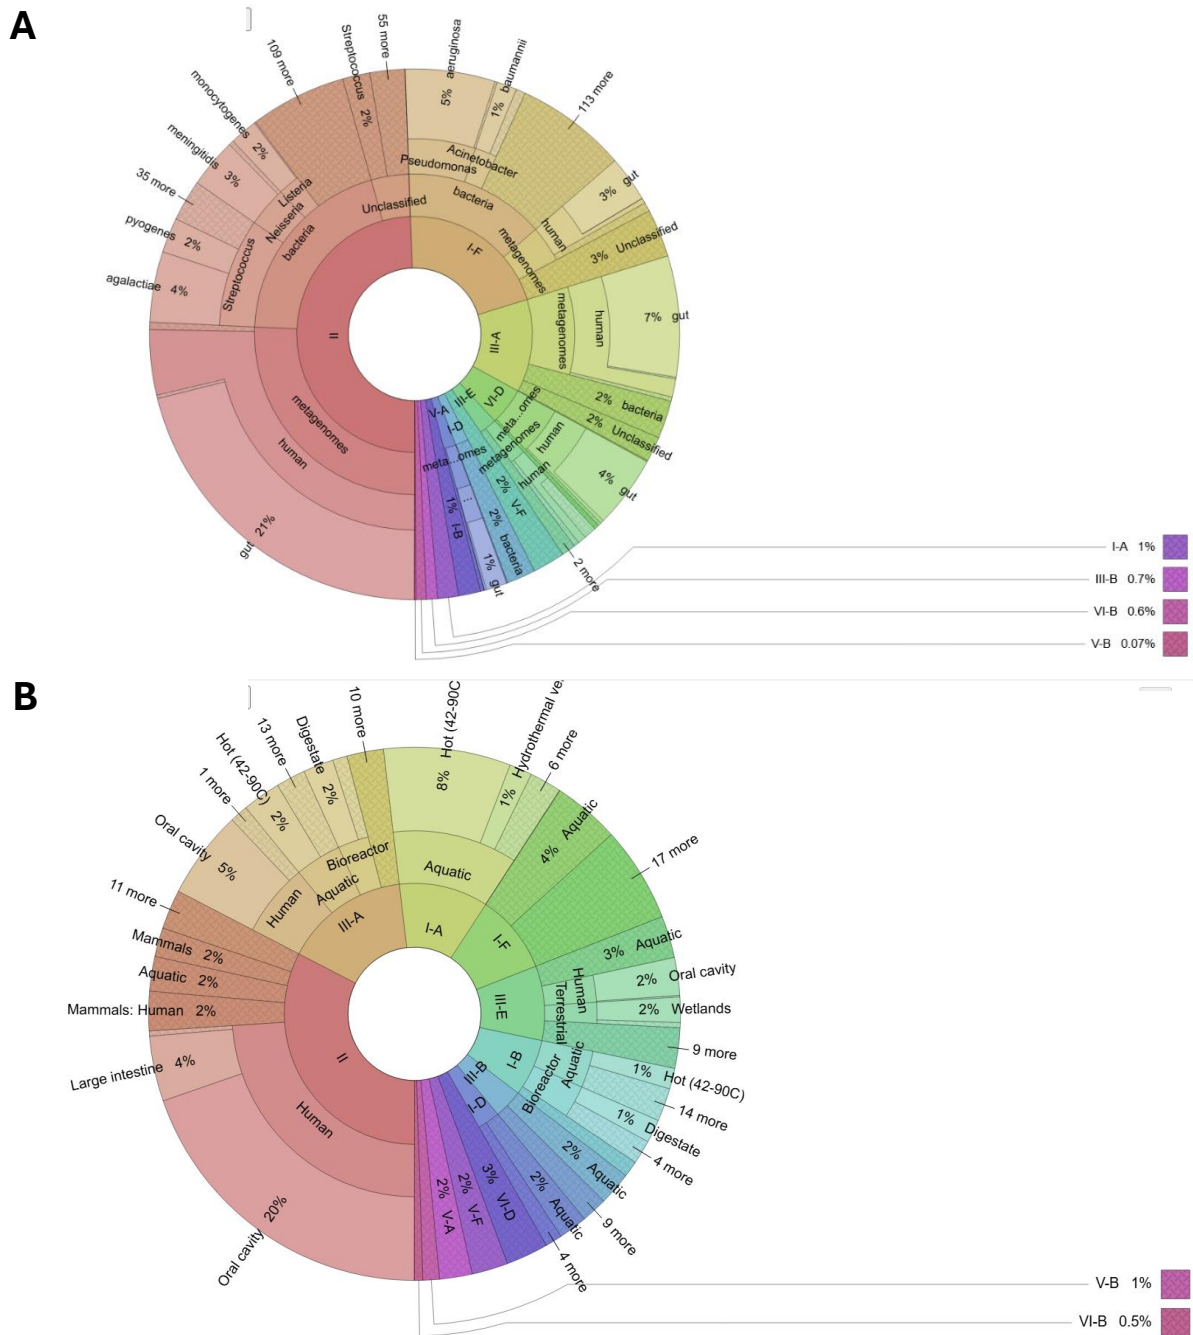 A
109 more
Streptococcus 2%
55 more
5% aeruginosa
1% baumannii
113 more
monocytogenes 2%
meningitidis 3%
35 more
pyogenes 2%
agalactiae 4%
Streptococcus
Neisseria
Listeria
bacteria
Unclassified
Pseudomonas
Acinetobacter
bacteria
I-F
metagenomes
human
3% gut
3% Unclassified
II
metagenomes
human
gut 21%
III-A
metagenomes
human
7% gut
2% bacteria
2% Unclassified
VI-D
meta...omes
human
4% gut
III-E
metagenomes
human
2 more
2% V-F
I-D
2% bacteria
meta...omes
...
1% gut
V-A
1% I-B
I-A 1%
III-B 0.7%
VI-B 0.6%
V-B 0.07%
B
10 more
Digestate 2%
13 more
Hot (42-90C) 2%
1 more
Oral cavity 5%
11 more
Mammals 2%
Aquatic 2%
Mammals: Human 2%
Large intestine 4%
Human
Oral cavity 20%
II
III-A
Human
Aquatic
Bioreactor
8% Hot (42-90C
1% Hydrothermal ve.
6 more
Aquatic
I-A
I-F
4% Aquatic
17 more
III-E
3% Aquatic
Human
2% Oral cavity
Terrestrial
2% Wetlands
9 more
I-B
Aquatic
1% Hot (42-90C)
14 more
Bioreactor
1% Digestate
4 more
III-B
2% Aquatic
9 more
I-D
2% Aquatic
4 more
3% VI-D
2% V-F
2% V-A
V-B 1%
VI-B 0.5%